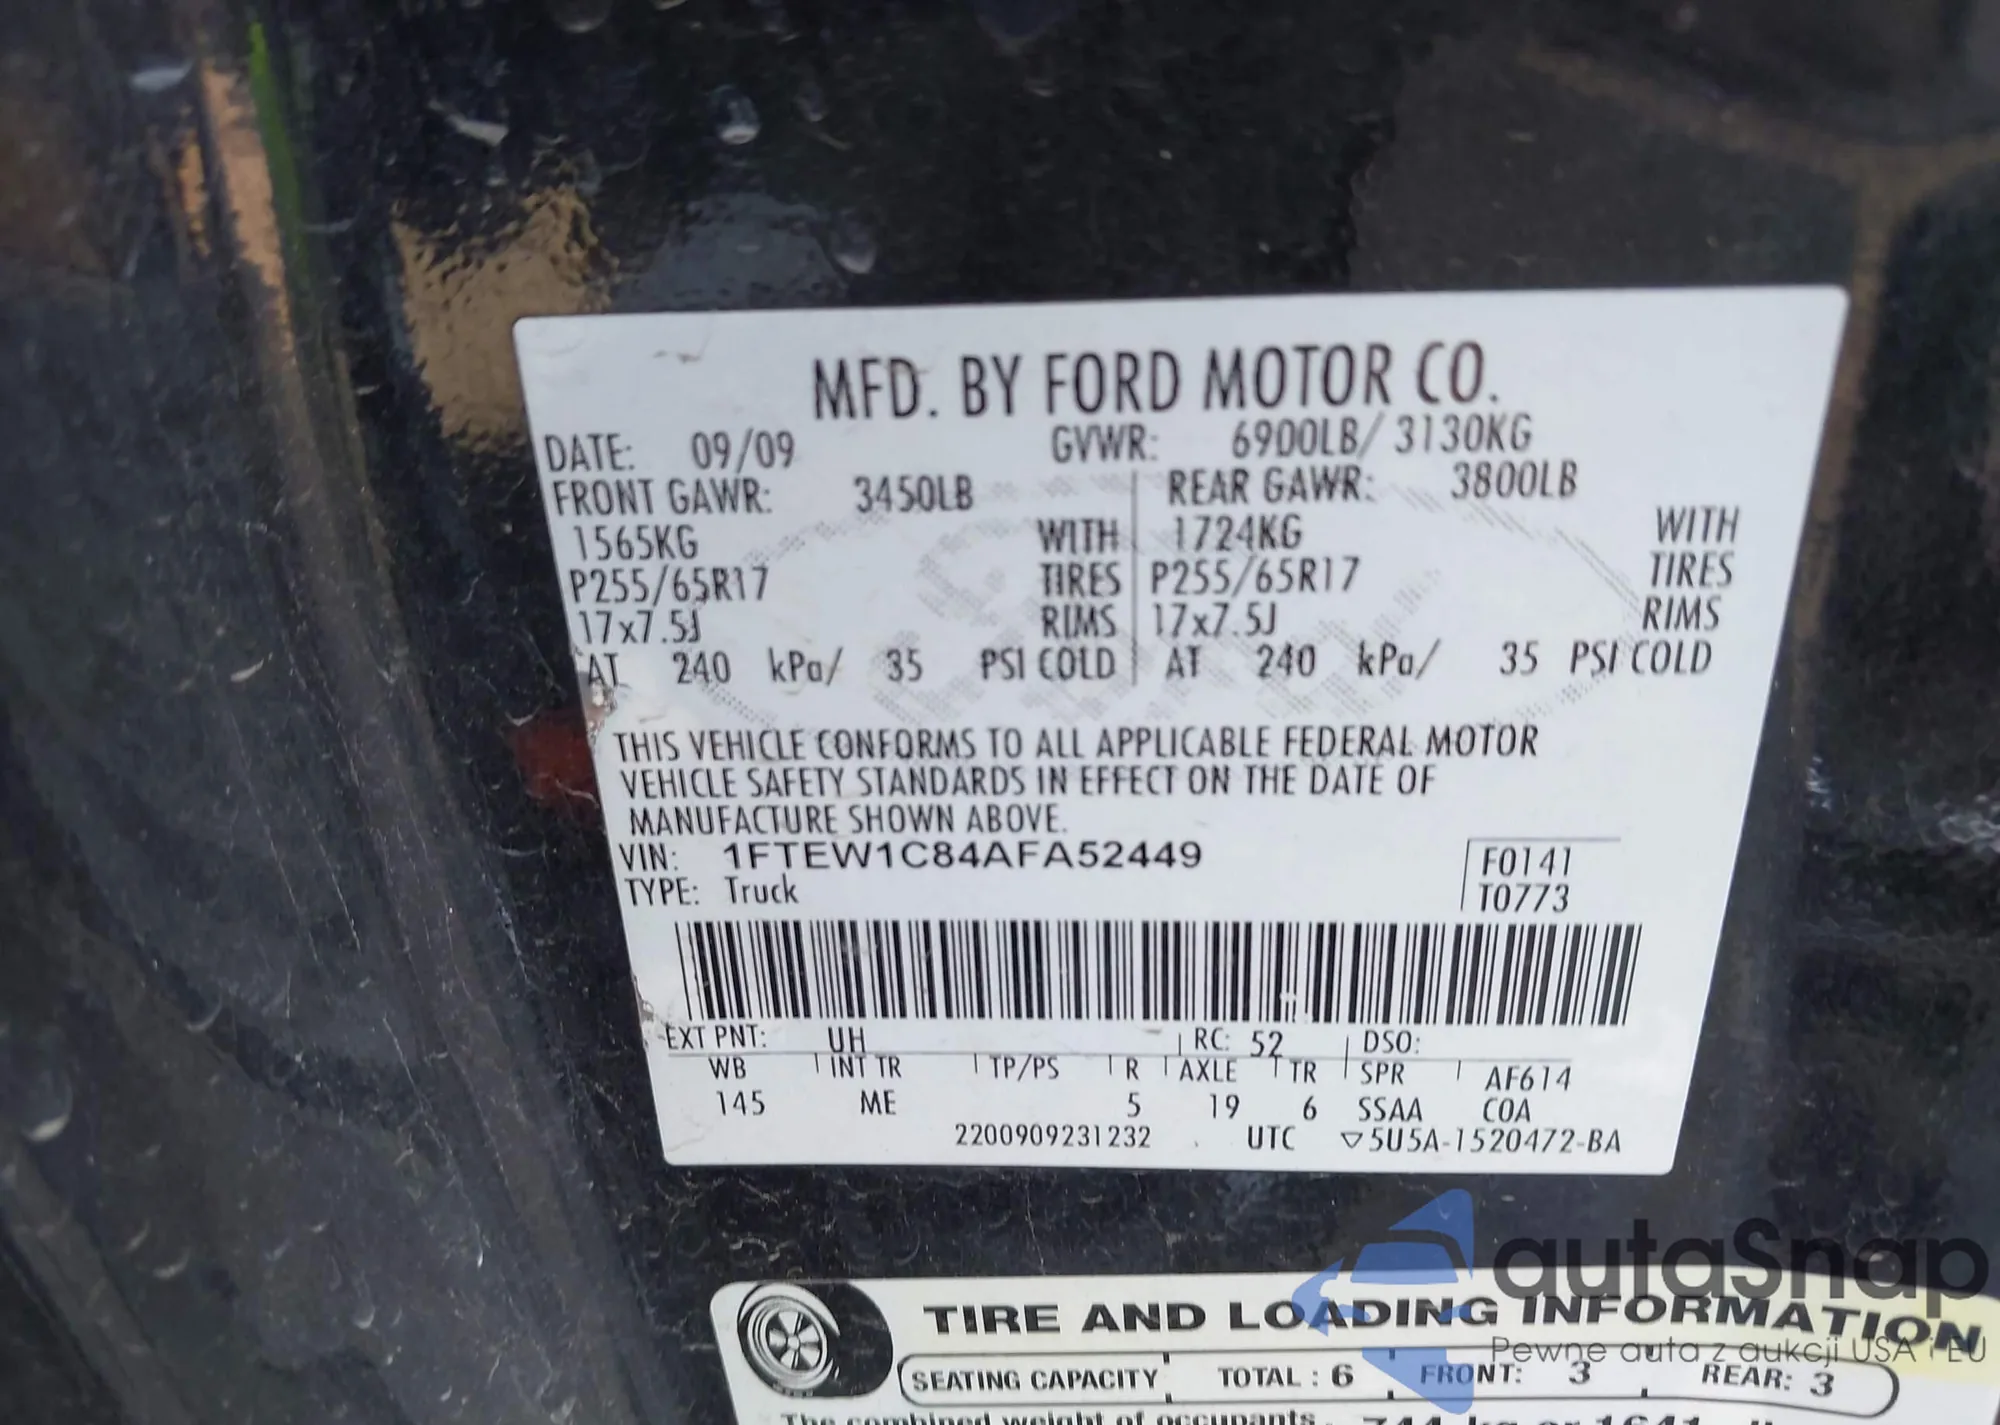 MFD. BY FORD MOTOR CO.
DATE: 09/09 GVWR: 6900LB/ 3130KG
FRONT GAWR: 3450LB REAR GAWR: 3800LB
1565KG WITH 1724KG WITH
P255/65R17 TIRES P255/65R17 TIRES
17x7.5J RIMS 17x7.5J RIMS
AT 240 kPa/ 35 PSI COLD AT 240 kPa/ 35 PSI COLD
THIS VEHICLE CONFORMS TO ALL APPLICABLE FEDERAL MOTOR
VEHICLE SAFETY STANDARDS IN EFFECT ON THE DATE OF
MANUFACTURE SHOWN ABOVE.
VIN: 1FTEW1C84AFA52449 F0141
TYPE: Truck T0773
EXT PNT: UH RC: 52 DSO:
WB INT TR TP/PS R AXLE TR SPR AF614
145 ME 5 19 6 SSAA COA
2200909231232 . UTC ▽5U5A-1520472-BA
autaSnap
TIRE AND LOADING INFORMATION
Pewne auta z aukcji USA i EU
SEATING CAPACITY TOTAL : 6 FRONT: 3 REAR: 3
The combined weight of occupants